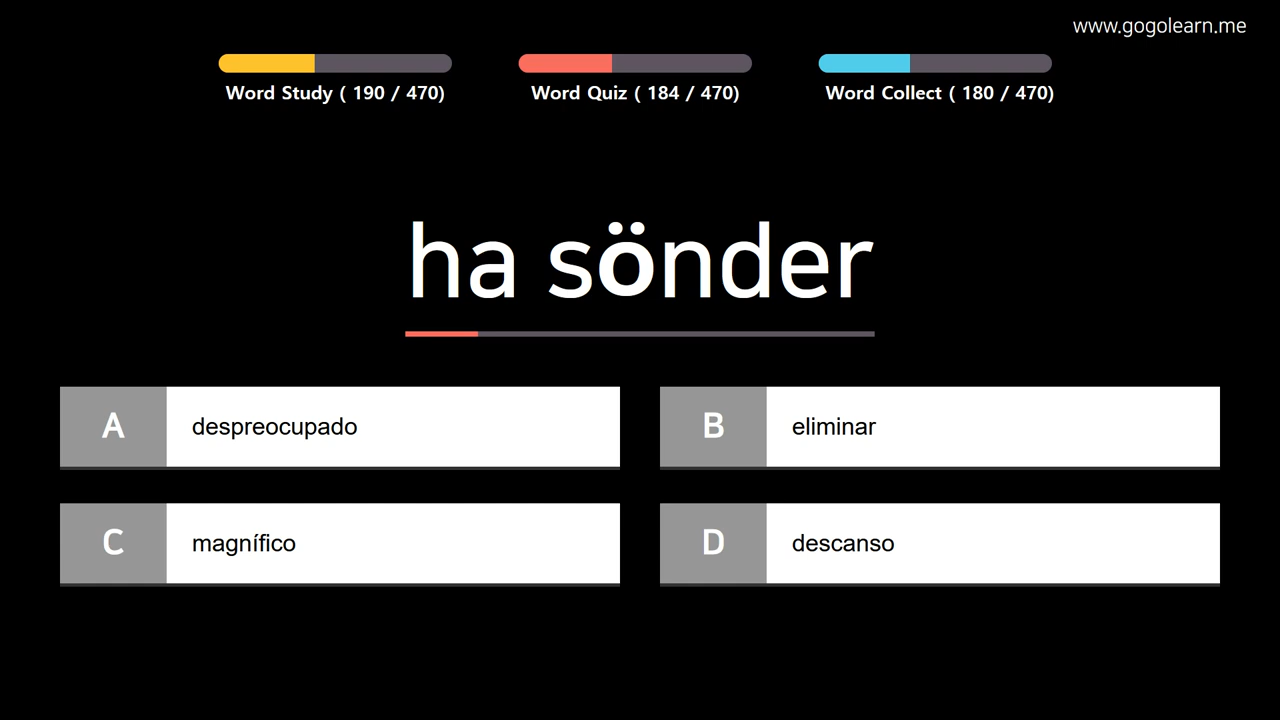 www.gogolearn.me
Word Study ( 190 / 470)
Word Quiz ( 184 / 470)
Word Collect ( 180 / 470)
ha sönder
A despreocupado
B eliminar
C magnífico
D descanso